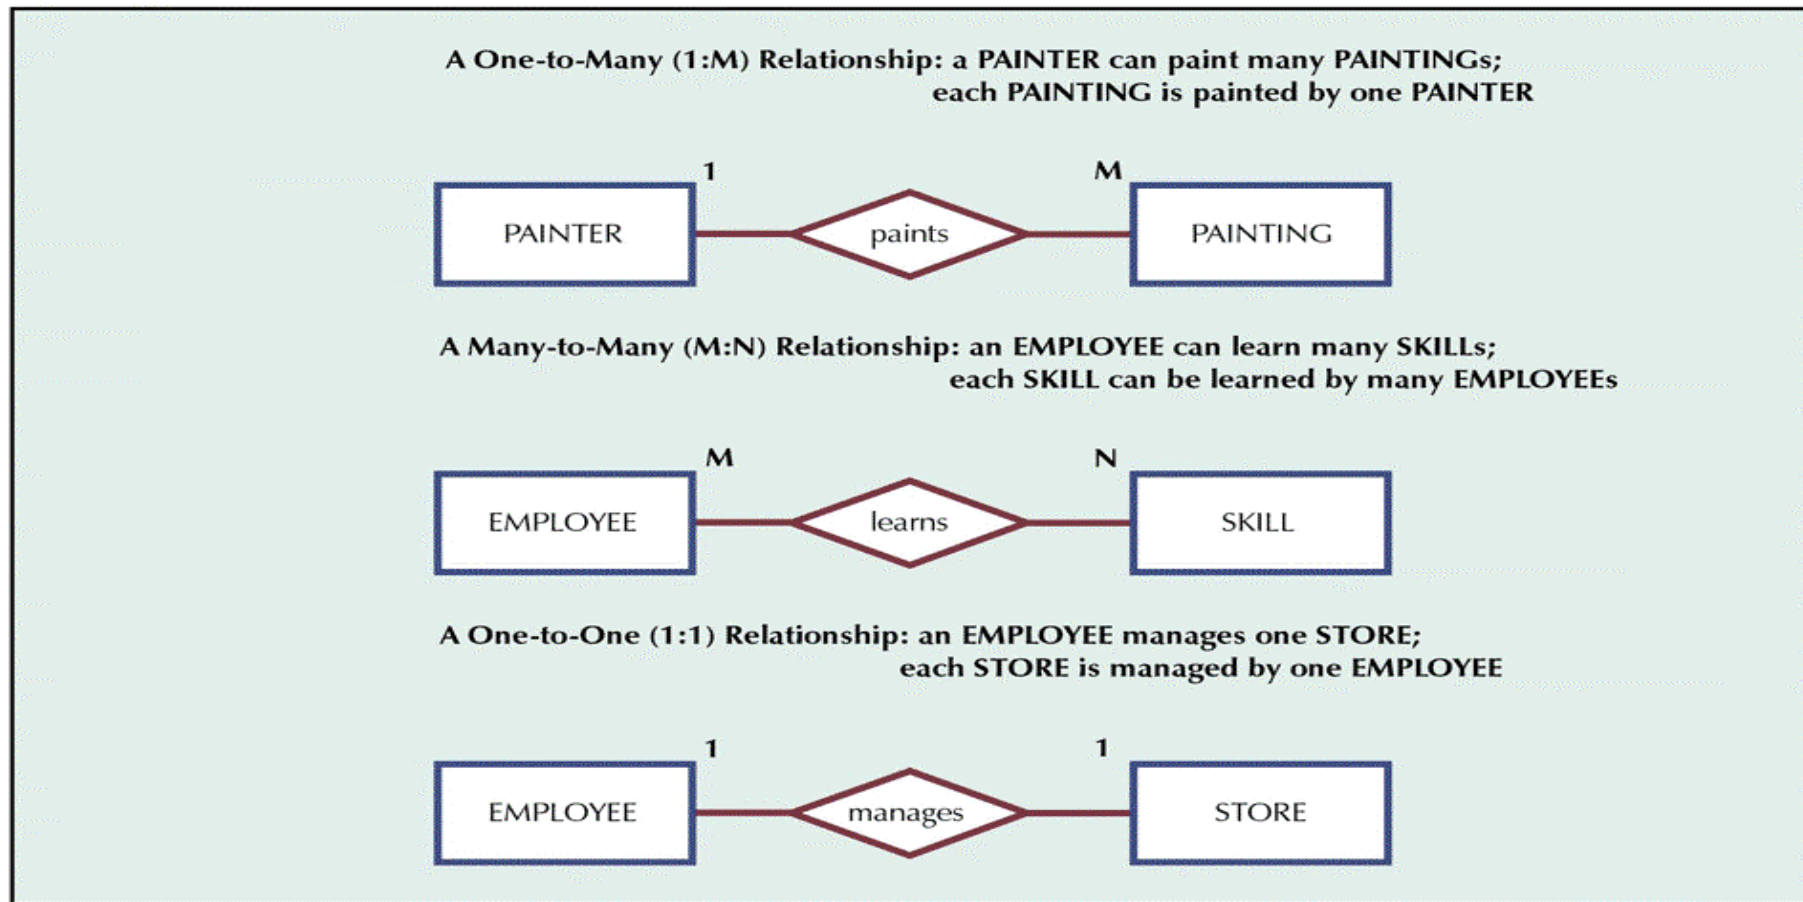 A One-to-Many (1:M) Relationship: a PAINTER can paint many PAINTINGs;
each PAINTING is painted by one PAINTER
1 M
PAINTER paints PAINTING
A Many-to-Many (M:N) Relationship: an EMPLOYEE can learn many SKILLs;
each SKILL can be learned by many EMPLOYEEs
M N
EMPLOYEE learns SKILL
A One-to-One (1:1) Relationship: an EMPLOYEE manages one STORE;
each STORE is managed by one EMPLOYEE
1 1
EMPLOYEE manages STORE